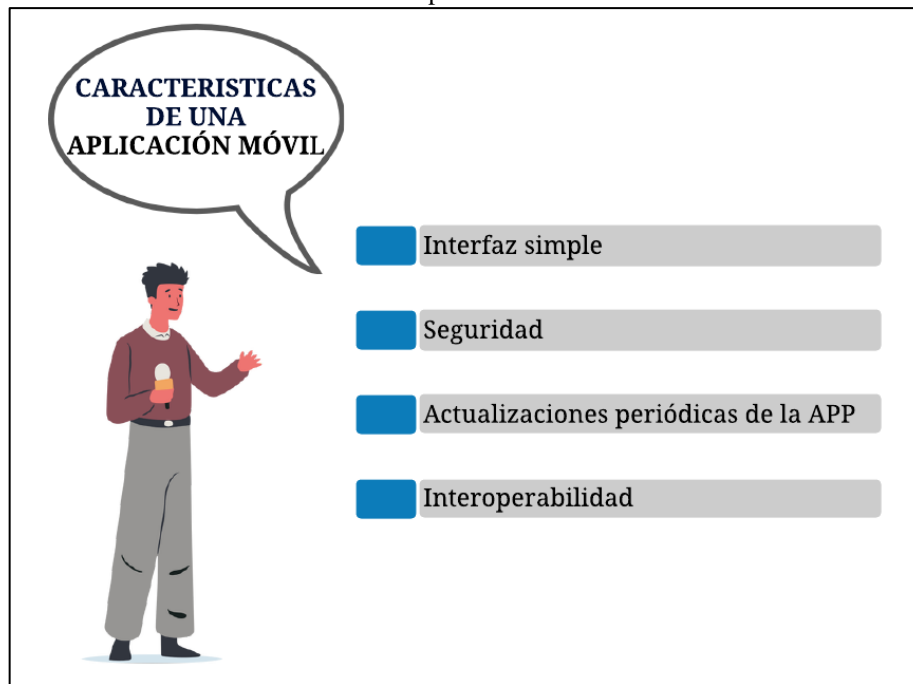 CARACTERISTICAS
DE UNA
APLICACIÓN MÓVIL
Interfaz simple
Seguridad
Actualizaciones periódicas de la APP
Interoperabilidad